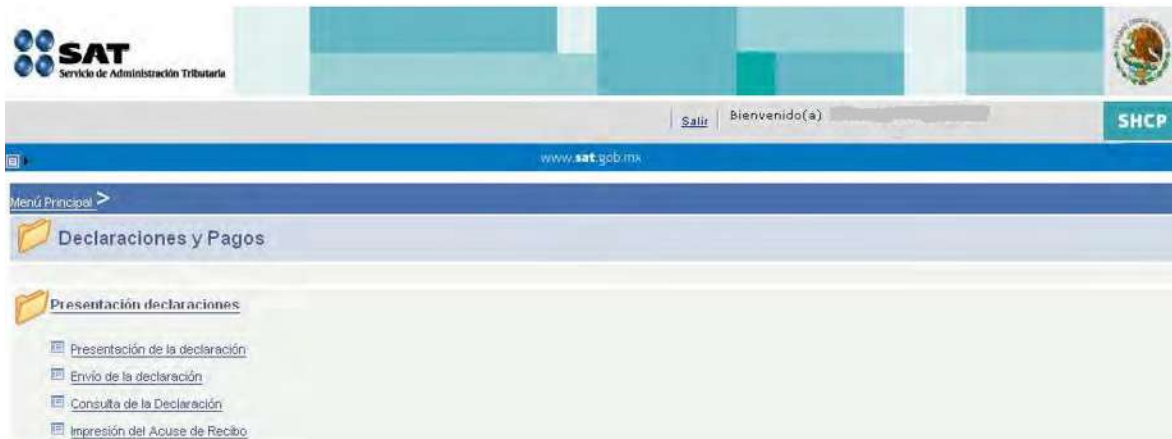 SAT
Servicio de Administración Tributaria
Salir Bienvenido(a)
SHCP
www.sat.gob.mx
Menú Principal >
Declaraciones y Pagos
Presentación declaraciones
Presentación de la declaración
Envío de la declaración
Consulta de la Declaración
Impresión del Acuse de Recibo